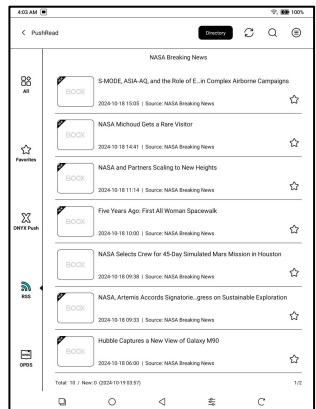 4:03 AM 100%
PushRead Directory
NASA Breaking News
All
Favorites
ONYX Push
RSS
OPDS
BOOX
S-MODE, ASIA-AQ, and the Role of E...in Complex Airborne Campaigns
2024-10-18 15:05 | Source: NASA Breaking News
BOOX
NASA Michoud Gets a Rare Visitor
2024-10-18 14:41 | Source: NASA Breaking News
BOOX
NASA and Partners Scaling to New Heights
2024-10-18 11:14 | Source: NASA Breaking News
BOOX
Five Years Ago: First All Woman Spacewalk
2024-10-18 10:00 | Source: NASA Breaking News
BOOX
NASA Selects Crew for 45-Day Simulated Mars Mission in Houston
2024-10-18 09:38 | Source: NASA Breaking News
BOOX
NASA, Artemis Accords Signatorie...gress on Sustainable Exploration
2024-10-18 09:33 | Source: NASA Breaking News
BOOX
Hubble Captures a New View of Galaxy M90
2024-10-18 06:00 | Source: NASA Breaking News
Total: 10 / New: 0 (2024-10-19 03:57) 1/2